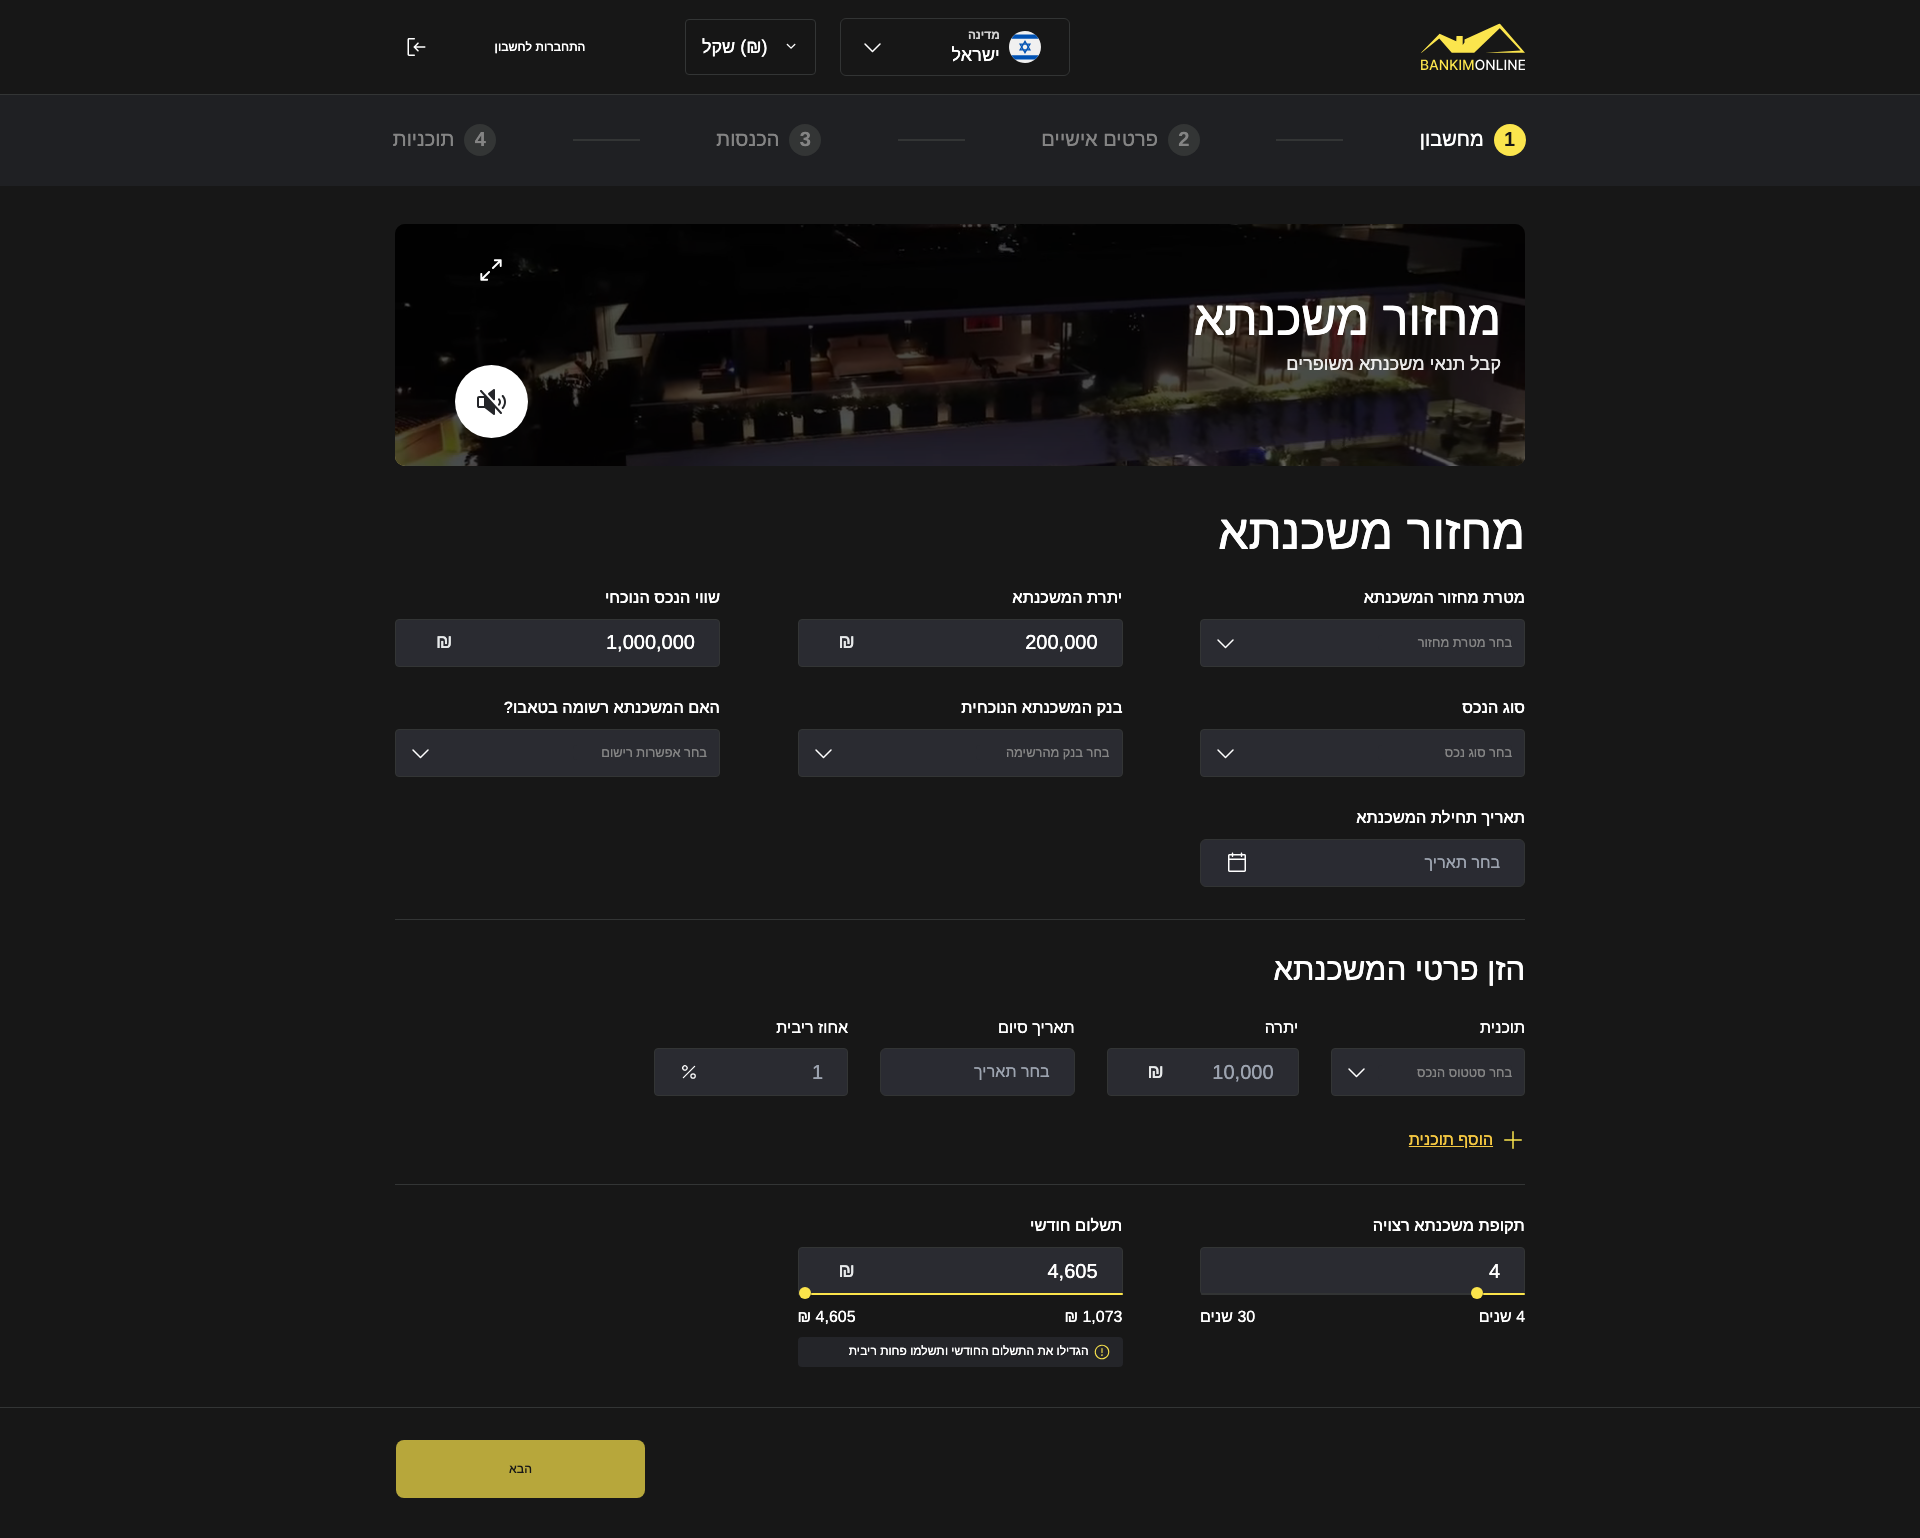 BANKIMONLINE
מדינה
ישראל
(₪) שקל
התחברות לחשבון
1 מחשבון
2 פרטים אישיים
3 הכנסות
4 תוכניות
מחזור משכנתא
קבל תנאי משכנתא משופרים
מחזור משכנתא
מטרת מחזור המשכנתא
בחר מטרת מחזור
יתרת המשכנתא
200,000 ₪
שווי הנכס הנוכחי
1,000,000 ₪
סוג הנכס
בחר סוג נכס
בנק המשכנתא הנוכחית
בחר בנק מהרשימה
האם המשכנתא רשומה בטאבו?
בחר אפשרות רישום
תאריך תחילת המשכנתא
בחר תאריך
הזן פרטי המשכנתא
תוכנית
בחר סטטוס הנכס
יתרה
10,000 ₪
תאריך סיום
בחר תאריך
אחוז ריבית
1 %
הוסף תוכנית
תקופת משכנתא רצויה
4
4 שנים
30 שנים
תשלום חודשי
4,605 ₪
1,073 ₪
4,605 ₪
הגדילו את התשלום החודשי ותשלמו פחות ריבית
הבא